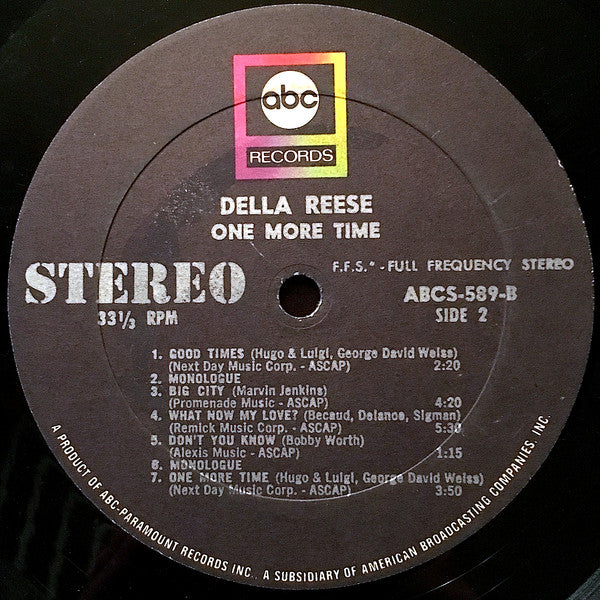 abc
RECORDS
DELLA REESE
ONE MORE TIME
STEREO
33 1/3 RPM
F.F.S.* - FULL FREQUENCY STEREO
ABCS-589-B
SIDE 2
1. GOOD TIMES (Hugo & Luigi, George David Weiss)
(Next Day Music Corp. - ASCAP) 2:20
2. MONOLOGUE
3. BIG CITY (Marvin Jenkins)
(Promenade Music - ASCAP) 4:20
4. WHAT NOW MY LOVE? (Becaud, Delance, Sigman)
(Remick Music Corp. - ASCAP) 5:30
5. DON'T YOU KNOW (Bobby Worth)
(Alexis Music - ASCAP) 1:15
6. MONOLOGUE
7. ONE MORE TIME (Hugo & Luigi, George David Weiss)
(Next Day Music Corp. - ASCAP) 3:50
A PRODUCT OF ABC-PARAMOUNT RECORDS INC., A SUBSIDIARY OF AMERICAN BROADCASTING COMPANIES, INC.